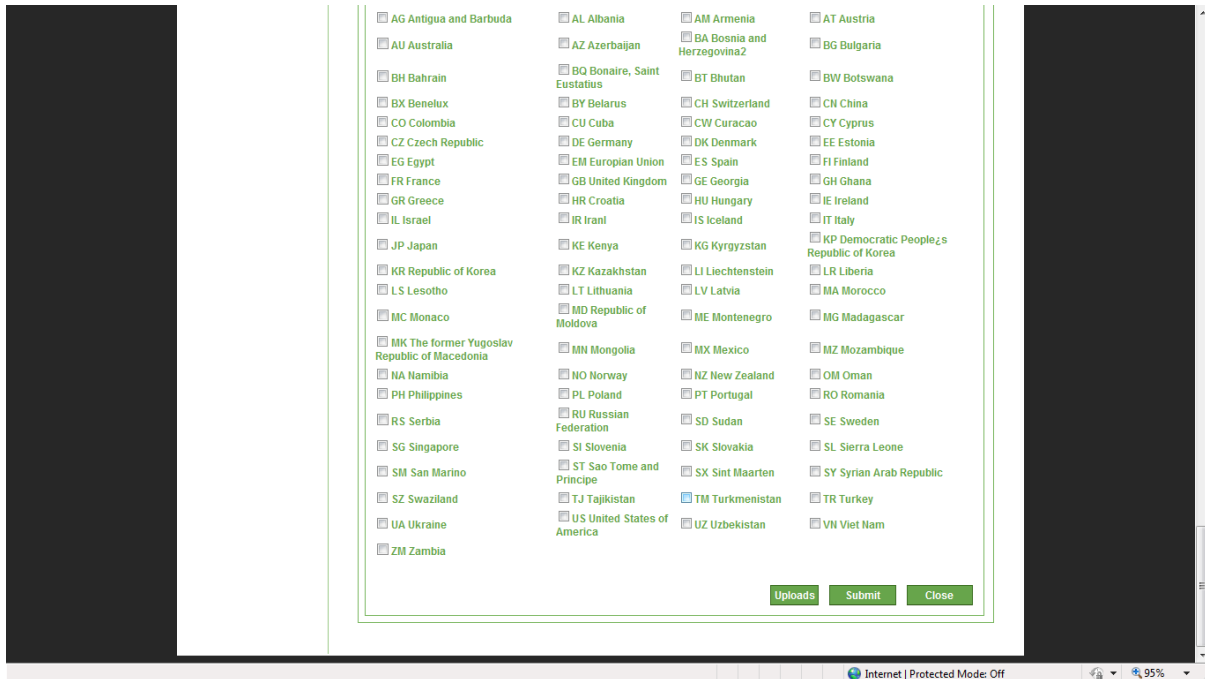 AG Antigua and Barbuda AL Albania AM Armenia AT Austria
AU Australia AZ Azerbaijan BA Bosnia and Herzegovina2 BG Bulgaria
BH Bahrain BQ Bonaire, Saint Eustatius BT Bhutan BW Botswana
BX Benelux BY Belarus CH Switzerland CN China
CO Colombia CU Cuba CW Curacao CY Cyprus
CZ Czech Republic DE Germany DK Denmark EE Estonia
EG Egypt EM Europian Union ES Spain FI Finland
FR France GB United Kingdom GE Georgia GH Ghana
GR Greece HR Croatia HU Hungary IE Ireland
IL Israel IR IranI IS Iceland IT Italy
JP Japan KE Kenya KG Kyrgyzstan KP Democratic People¿s Republic of Korea
KR Republic of Korea KZ Kazakhstan LI Liechtenstein LR Liberia
LS Lesotho LT Lithuania LV Latvia MA Morocco
MC Monaco MD Republic of Moldova ME Montenegro MG Madagascar
MK The former Yugoslav Republic of Macedonia MN Mongolia MX Mexico MZ Mozambique
NA Namibia NO Norway NZ New Zealand OM Oman
PH Philippines PL Poland PT Portugal RO Romania
RS Serbia RU Russian Federation SD Sudan SE Sweden
SG Singapore SI Slovenia SK Slovakia SL Sierra Leone
SM San Marino ST Sao Tome and Principe SX Sint Maarten SY Syrian Arab Republic
SZ Swaziland TJ Tajikistan TM Turkmenistan TR Turkey
UA Ukraine US United States of America UZ Uzbekistan VN Viet Nam
ZM Zambia
Uploads Submit Close
Internet | Protected Mode: Off 95%